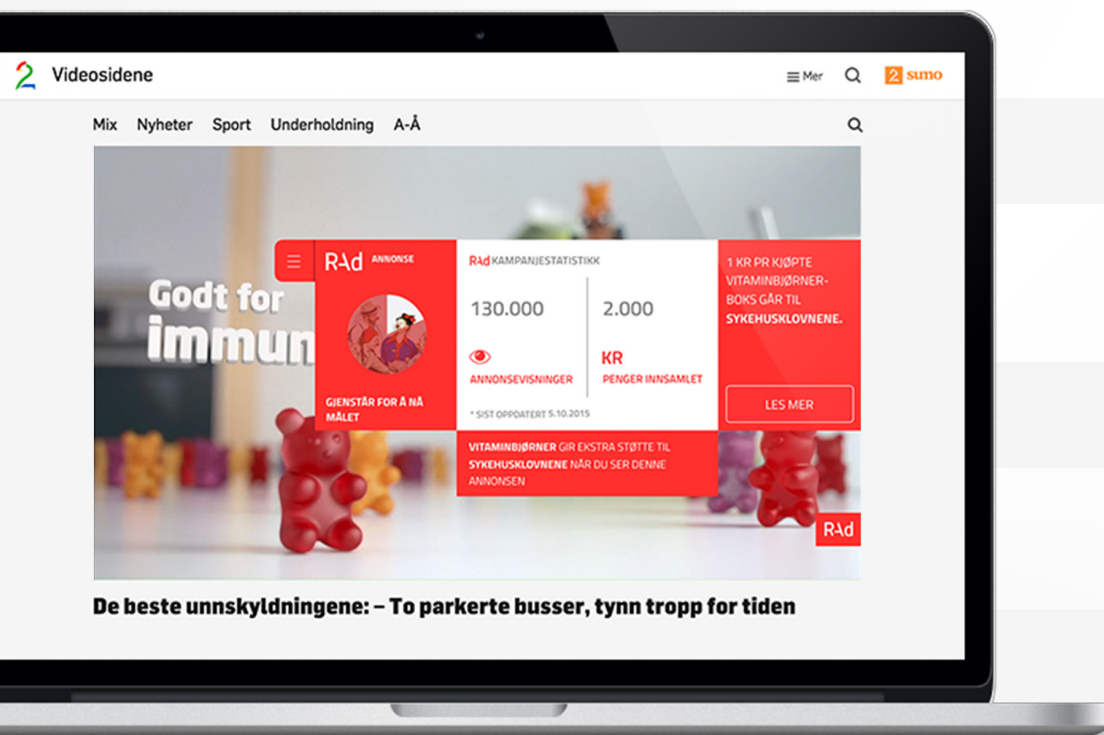 2 Videosidene
Mer
2 sumo
Mix Nyheter Sport Underholdning A-Å
Godt for
immun
RAd ANNONSE
GJENSTÅR FOR Å NÅ
MÅLET
RAd KAMPANJESTATISTIKK
130.000
ANNONSEVISNINGER
2.000
KR
PENGER INNSAMLET
* SIST OPPDATERT 5.10.2015
1 KR PR KJØPTE
VITAMINBJØRNER-
BOKS GÅR TIL
SYKEHUSKLOVNENE.
LES MER
VITAMINBJØRNER GIR EKSTRA STØTTE TIL
SYKEHUSKLOVNENE NÅR DU SER DENNE
ANNONSEN
RAd
De beste unnskyldningene: – To parkerte busser, tynn tropp for tiden